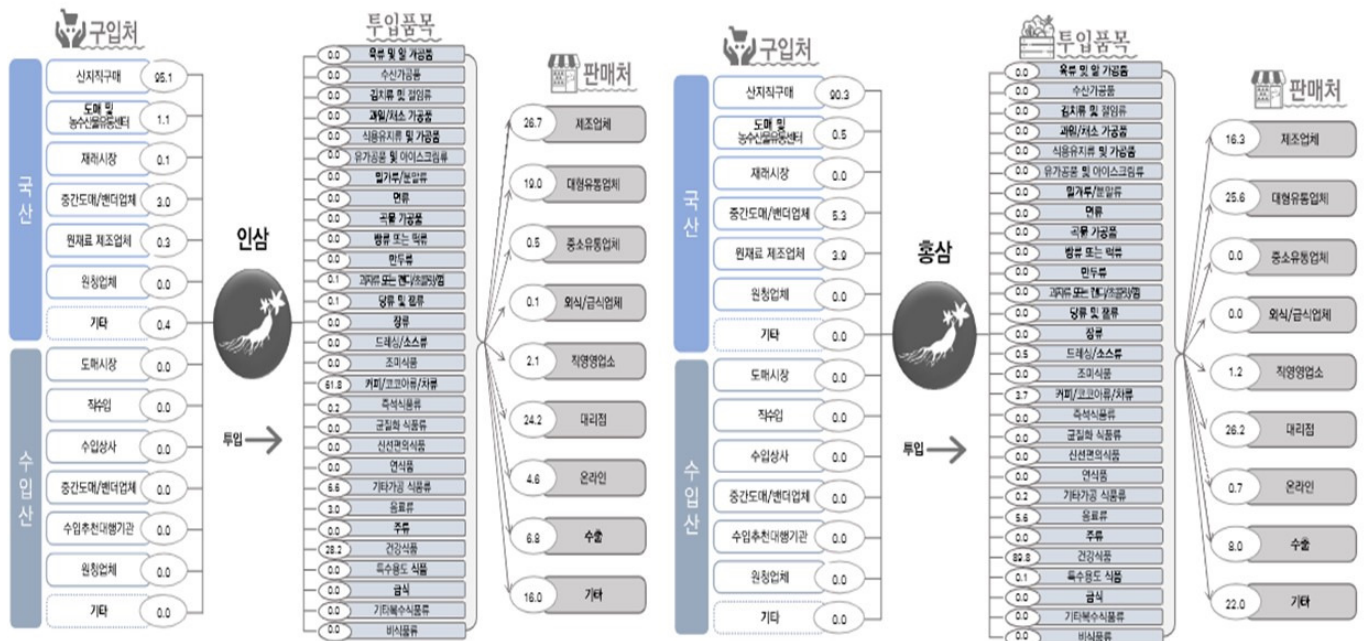 구입처
국산
산지직구매 95.1
도매 및
농수산물유통센터 1.1
재래시장 0.1
중간도매/밴더업체 3.0
원재료 제조업체 0.3
원청업체 0.0
기타 0.4
수입산
도매시장 0.0
직수입 0.0
수입상사 0.0
중간도매/밴더업체 0.0
수입추천대행기관 0.0
원청업체 0.0
기타 0.0
인삼
투입
투입품목
0.0 육류 및 알 가공품
0.0 수산가공품
0.0 김치류 및 절임류
0.0 과일/채소 가공품
0.0 식용유지류 및 가공품
0.0 유가공품 및 아이스크림류
0.0 밀가루/분말류
0.0 면류
0.0 곡물 가공품
0.0 빵류 또는 떡류
0.0 만두류
0.1 과자류 또는 캔디/초콜릿/껌
0.1 당류 및 잼류
0.0 장류
0.0 드레싱/소스류
0.0 조미식품
61.8 커피/코코아류/차류
0.2 즉석식품류
0.0 균질화 식품류
0.0 신선편의식품
0.0 연식품
6.6 기타가공 식품류
3.0 음료류
0.0 주류
28.2 건강식품
0.0 특수용도 식품
0.0 급식
0.0 기타복수식품류
0.0 비식품류
판매처
26.7 제조업체
19.0 대형유통업체
0.5 중소유통업체
0.1 외식/급식업체
2.1 직영영업소
24.2 대리점
4.6 온라인
6.8 수출
16.0 기타
구입처
국산
산지직구매 90.3
도매 및
농수산물유통센터 0.5
재래시장 0.0
중간도매/밴더업체 5.3
원재료 제조업체 3.9
원청업체 0.0
기타 0.0
수입산
도매시장 0.0
직수입 0.0
수입상사 0.0
중간도매/밴더업체 0.0
수입추천대행기관 0.0
원청업체 0.0
기타 0.0
홍삼
투입
투입품목
0.0 육류 및 알 가공품
0.0 수산가공품
0.0 김치류 및 절임류
0.0 과일/채소 가공품
0.0 식용유지류 및 가공품
0.0 유가공품 및 아이스크림류
0.0 밀가루/분말류
0.0 면류
0.0 곡물 가공품
0.0 빵류 또는 떡류
0.0 만두류
0.0 과자류 또는 캔디/초콜릿/껌
0.0 당류 및 잼류
0.0 장류
0.5 드레싱/소스류
0.0 조미식품
3.7 커피/코코아류/차류
0.0 즉석식품류
0.0 균질화 식품류
0.0 신선편의식품
0.0 연식품
0.2 기타가공 식품류
5.6 음료류
0.0 주류
89.8 건강식품
0.1 특수용도 식품
0.0 급식
0.0 기타복수식품류
0.0 비식품류
판매처
16.3 제조업체
25.6 대형유통업체
0.0 중소유통업체
0.0 외식/급식업체
1.2 직영영업소
26.2 대리점
0.7 온라인
8.0 수출
22.0 기타